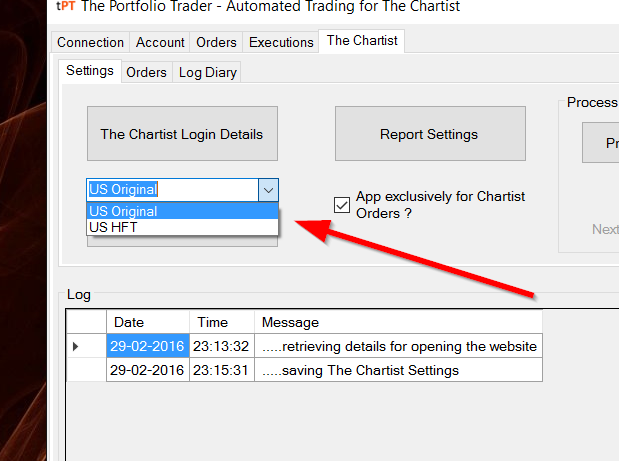 tPT The Portfolio Trader - Automated Trading for The Chartist
Connection Account Orders Executions The Chartist
Settings Orders Log Diary
Process
The Chartist Login Details Report Settings
US Original
App exclusively for Chartist
Orders ?
US Original
US HFT
Next
Log
Date Time Message
29-02-2016 23:13:32 .....retrieving details for opening the website
29-02-2016 23:15:31 .....saving The Chartist Settings